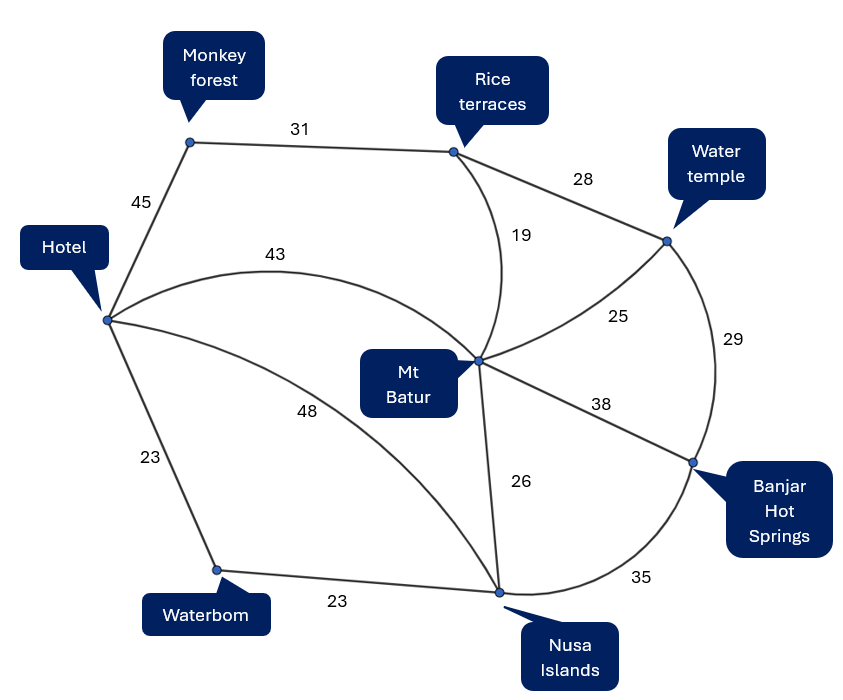 Monkey
forest
Rice
terraces
31
Water
temple
28
45
Hotel
43
19
25
29
Mt
Batur
38
48
23
26
Banjar
Hot
Springs
35
23
Waterbom
Nusa
Islands